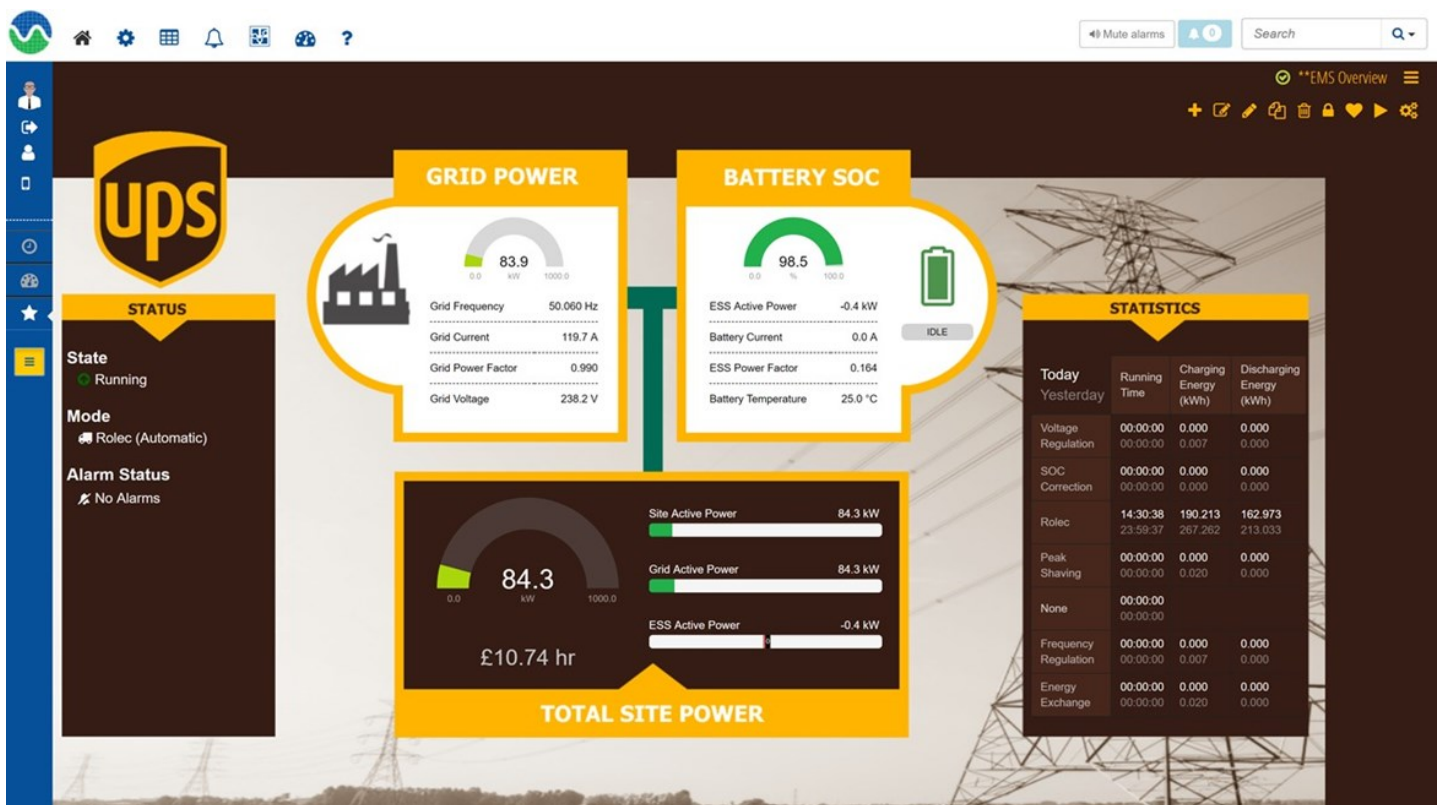 ?
Mute alarms
0
Search
**EMS Overview
ups
GRID POWER
83.9
0.0 kW 1000.0
Grid Frequency 50.060 Hz
Grid Current 119.7 A
Grid Power Factor 0.990
Grid Voltage 238.2 V
BATTERY SOC
98.5
0.0 % 100.0
ESS Active Power -0.4 kW
Battery Current 0.0 A
ESS Power Factor 0.164
Battery Temperature 25.0 °C
IDLE
STATUS
State
Running
Mode
Rolec (Automatic)
Alarm Status
No Alarms
84.3
0.0 kW 1000.0
£10.74 hr
Site Active Power 84.3 kW
Grid Active Power 84.3 kW
ESS Active Power -0.4 kW
TOTAL SITE POWER
STATISTICS
Today
Yesterday
Running
Time
Charging
Energy
(kWh)
Discharging
Energy
(kWh)
Voltage 00:00:00 0.000 0.000
Regulation 00:00:00 0.007 0.000
SOC 00:00:00 0.000 0.000
Correction 00:00:00 0.000 0.000
Rolec
14:30:38 190.213 162.973
23:59:37 267.262 213.033
Peak 00:00:00 0.000 0.000
Shaving 00:00:00 0.020 0.000
None
00:00:00
00:00:00
Frequency 00:00:00 0.000 0.000
Regulation 00:00:00 0.007 0.000
Energy 00:00:00 0.000 0.000
Exchange 00:00:00 0.020 0.000